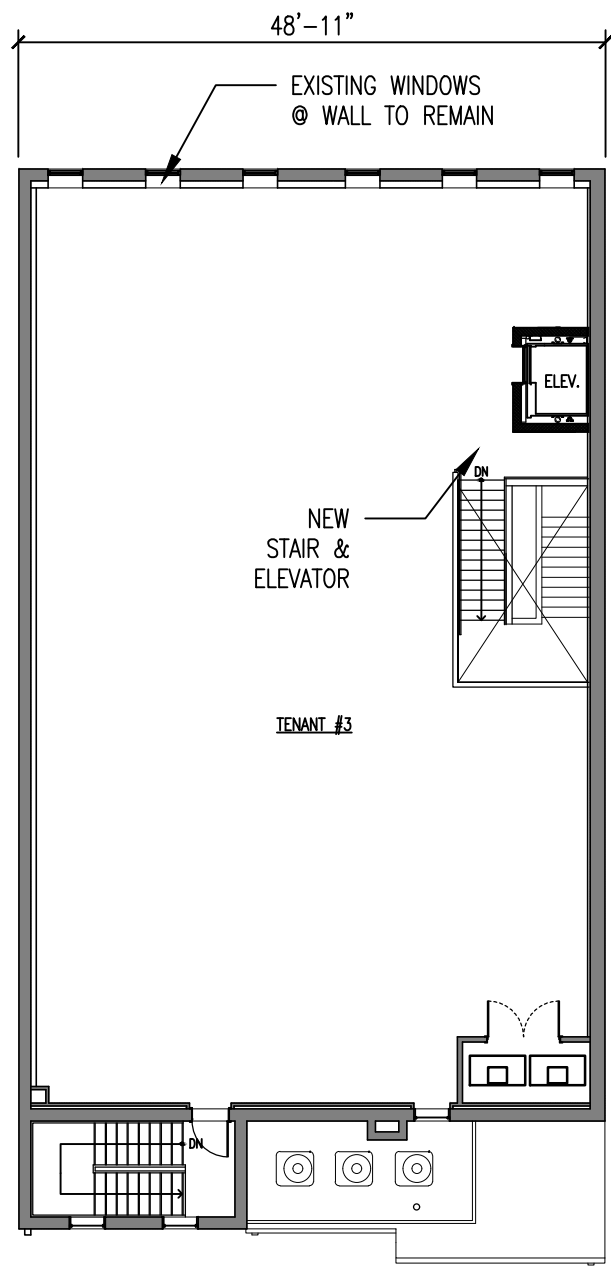 48'-11"
EXISTING WINDOWS
@ WALL TO REMAIN
ELEV.
DN
NEW
STAIR &
ELEVATOR
TENANT #3
DN